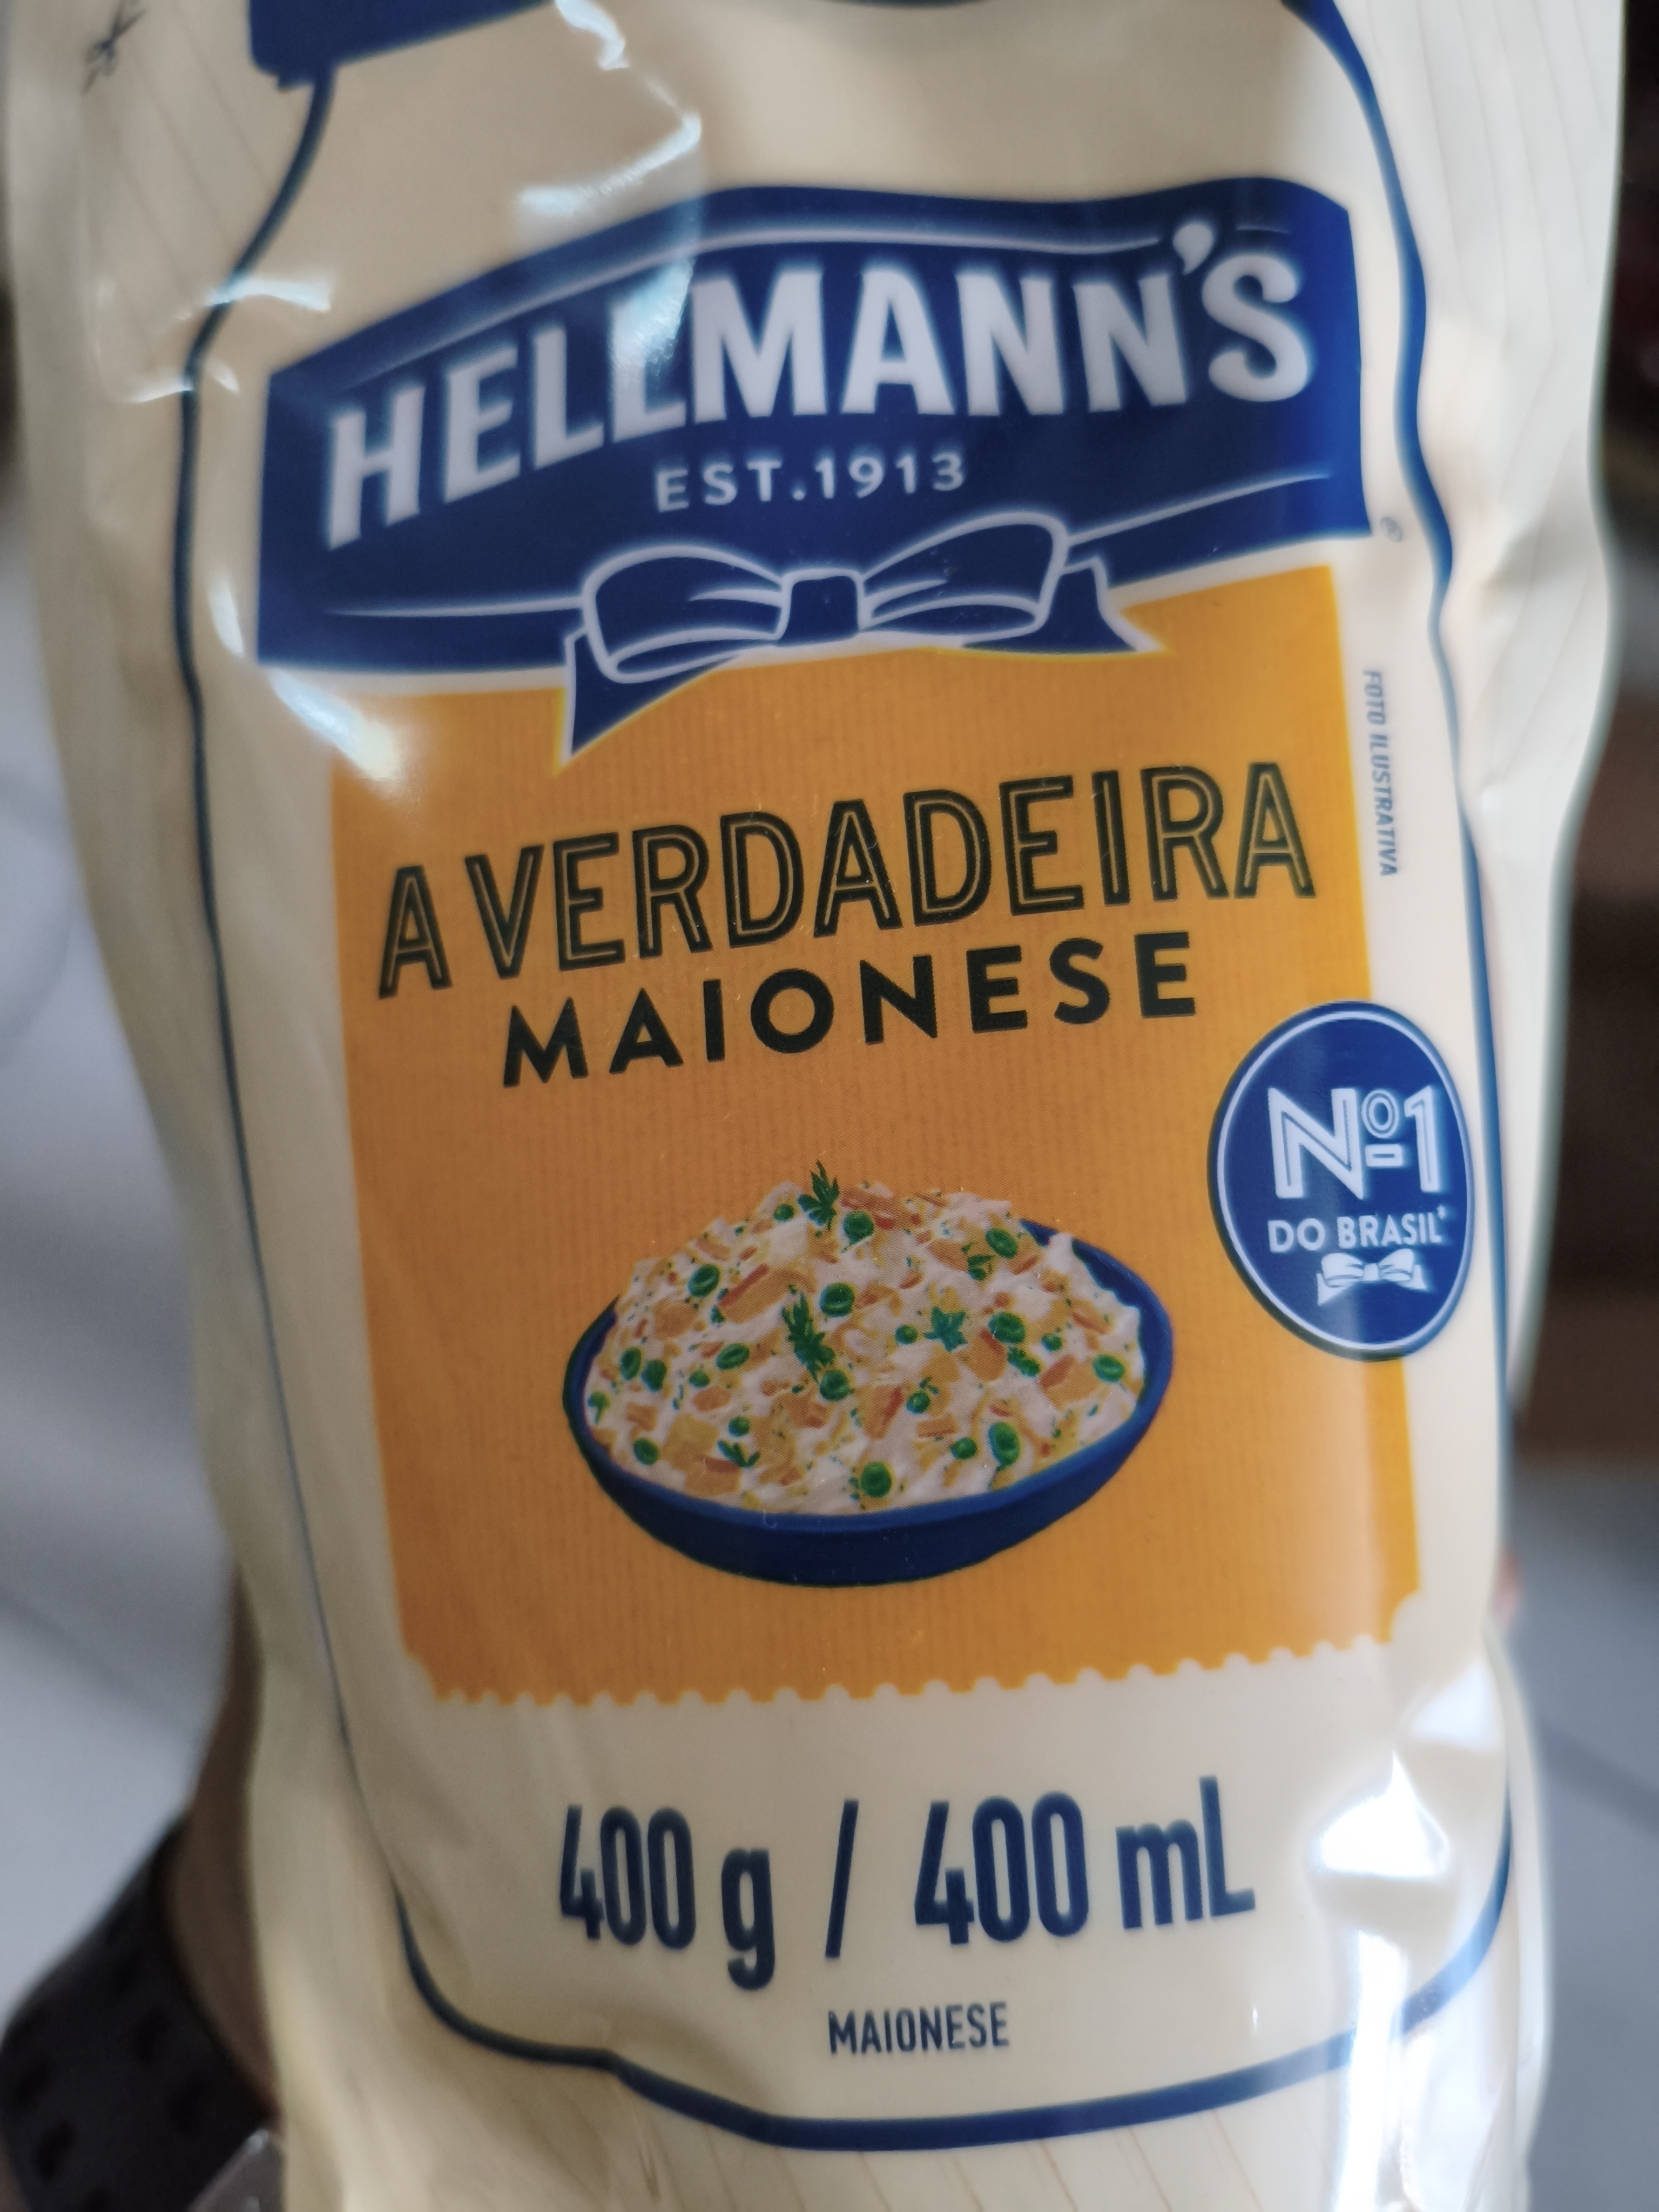 HELLMANN'S
EST.1913
®
FOTO ILUSTRATIVA
A VERDADEIRA
MAIONESE
Nº1
DO BRASIL*
400 g / 400 mL
MAIONESE